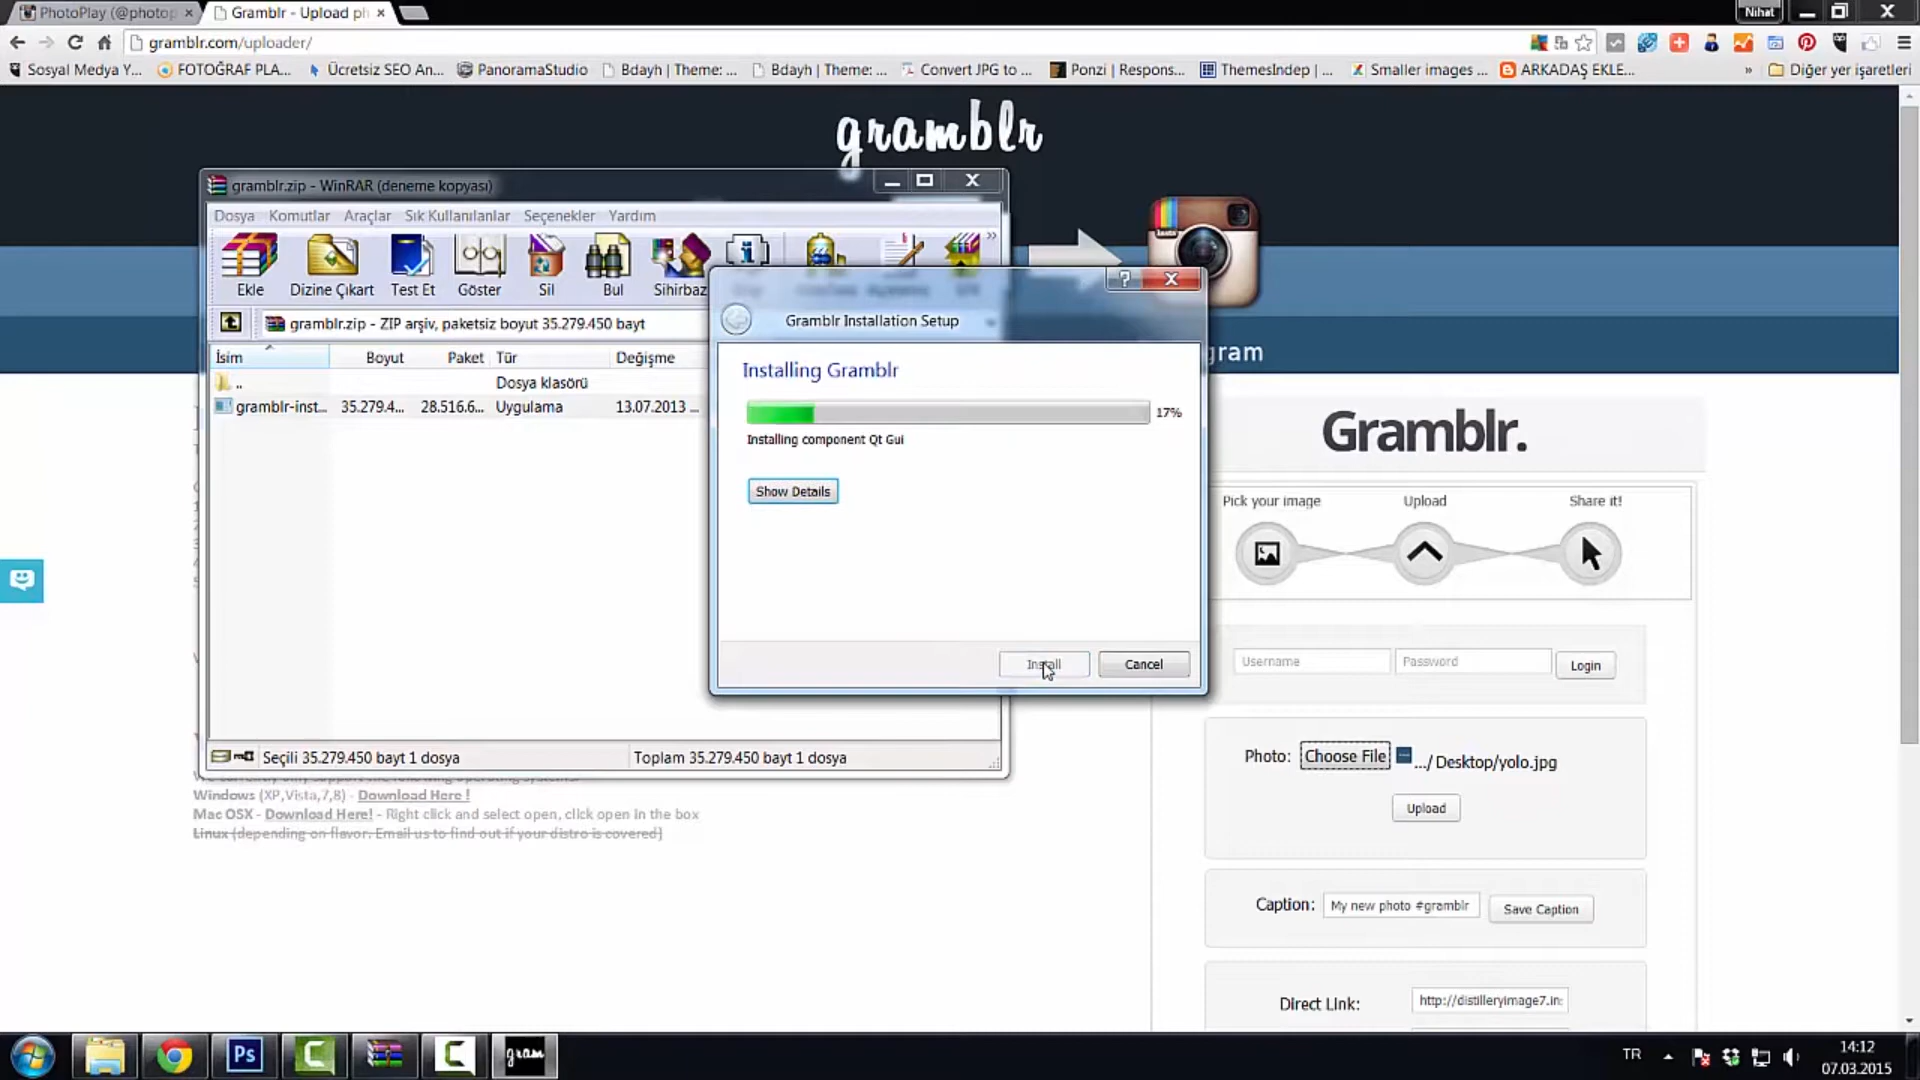 PhotoPlay (@photop
Gramblr - Upload ph
Nihat
gramblr.com/uploader/
Sosyal Medya Y...
FOTOĞRAF PLA...
Ücretsiz SEO An...
PanoramaStudio
Bdayh | Theme: ...
Bdayh | Theme: ...
Convert JPG to ...
Ponzi | Respons...
ThemesIndep | ...
Smaller images ...
ARKADAŞ EKLE...
»
Diğer yer işaretleri
gramblr
gramblr.zip - WinRAR (deneme kopyası)
Dosya Komutlar Araçlar Sık Kullanılanlar Seçenekler Yardım
Ekle
Dizine Çıkart
Test Et
Göster
Sil
Bul
Sihirbaz
gramblr.zip - ZIP arşiv, paketsiz boyut 35.279.450 bayt
İsim Boyut Paket Tür Değişme
.. Dosya klasörü
gramblr-inst... 35.279.4... 28.516.6... Uygulama 13.07.2013 ...
Seçili 35.279.450 bayt 1 dosya
Toplam 35.279.450 bayt 1 dosya
Gramblr Installation Setup
Installing Gramblr
17%
Installing component Qt Gui
Show Details
Install
Cancel
gram
Windows (XP,Vista,7,8) - Download Here !
Mac OSX - Download Here! - Right click and select open, click open in the box
Linux (depending on flavor. Email us to find out if your distro is covered)
Gramblr.
Pick your image
Upload
Share it!
Username
Password
Login
Photo:
Choose File
.../ Desktop/yolo.jpg
Upload
Caption:
My new photo #gramblr
Save Caption
Direct Link:
http://distilleryimage7.in:
Ps
gram
TR
14:12
07.03.2015